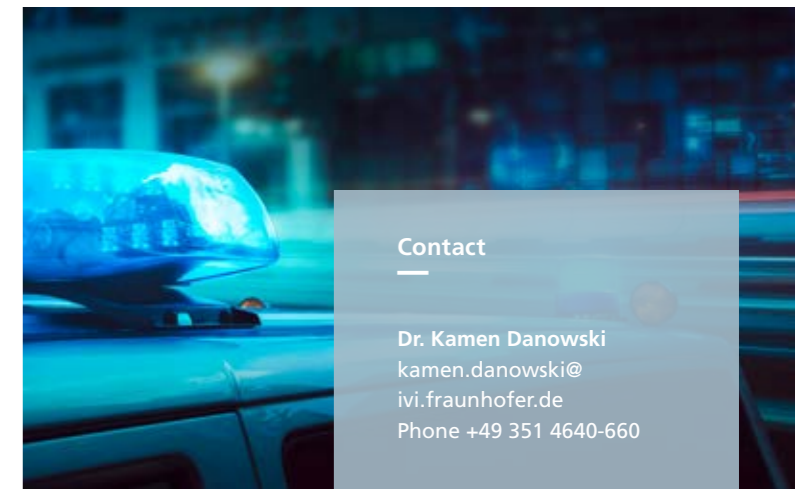 Contact
Dr. Kamen Danowski
kamen.danowski@
ivi.fraunhofer.de
Phone +49 351 4640-660